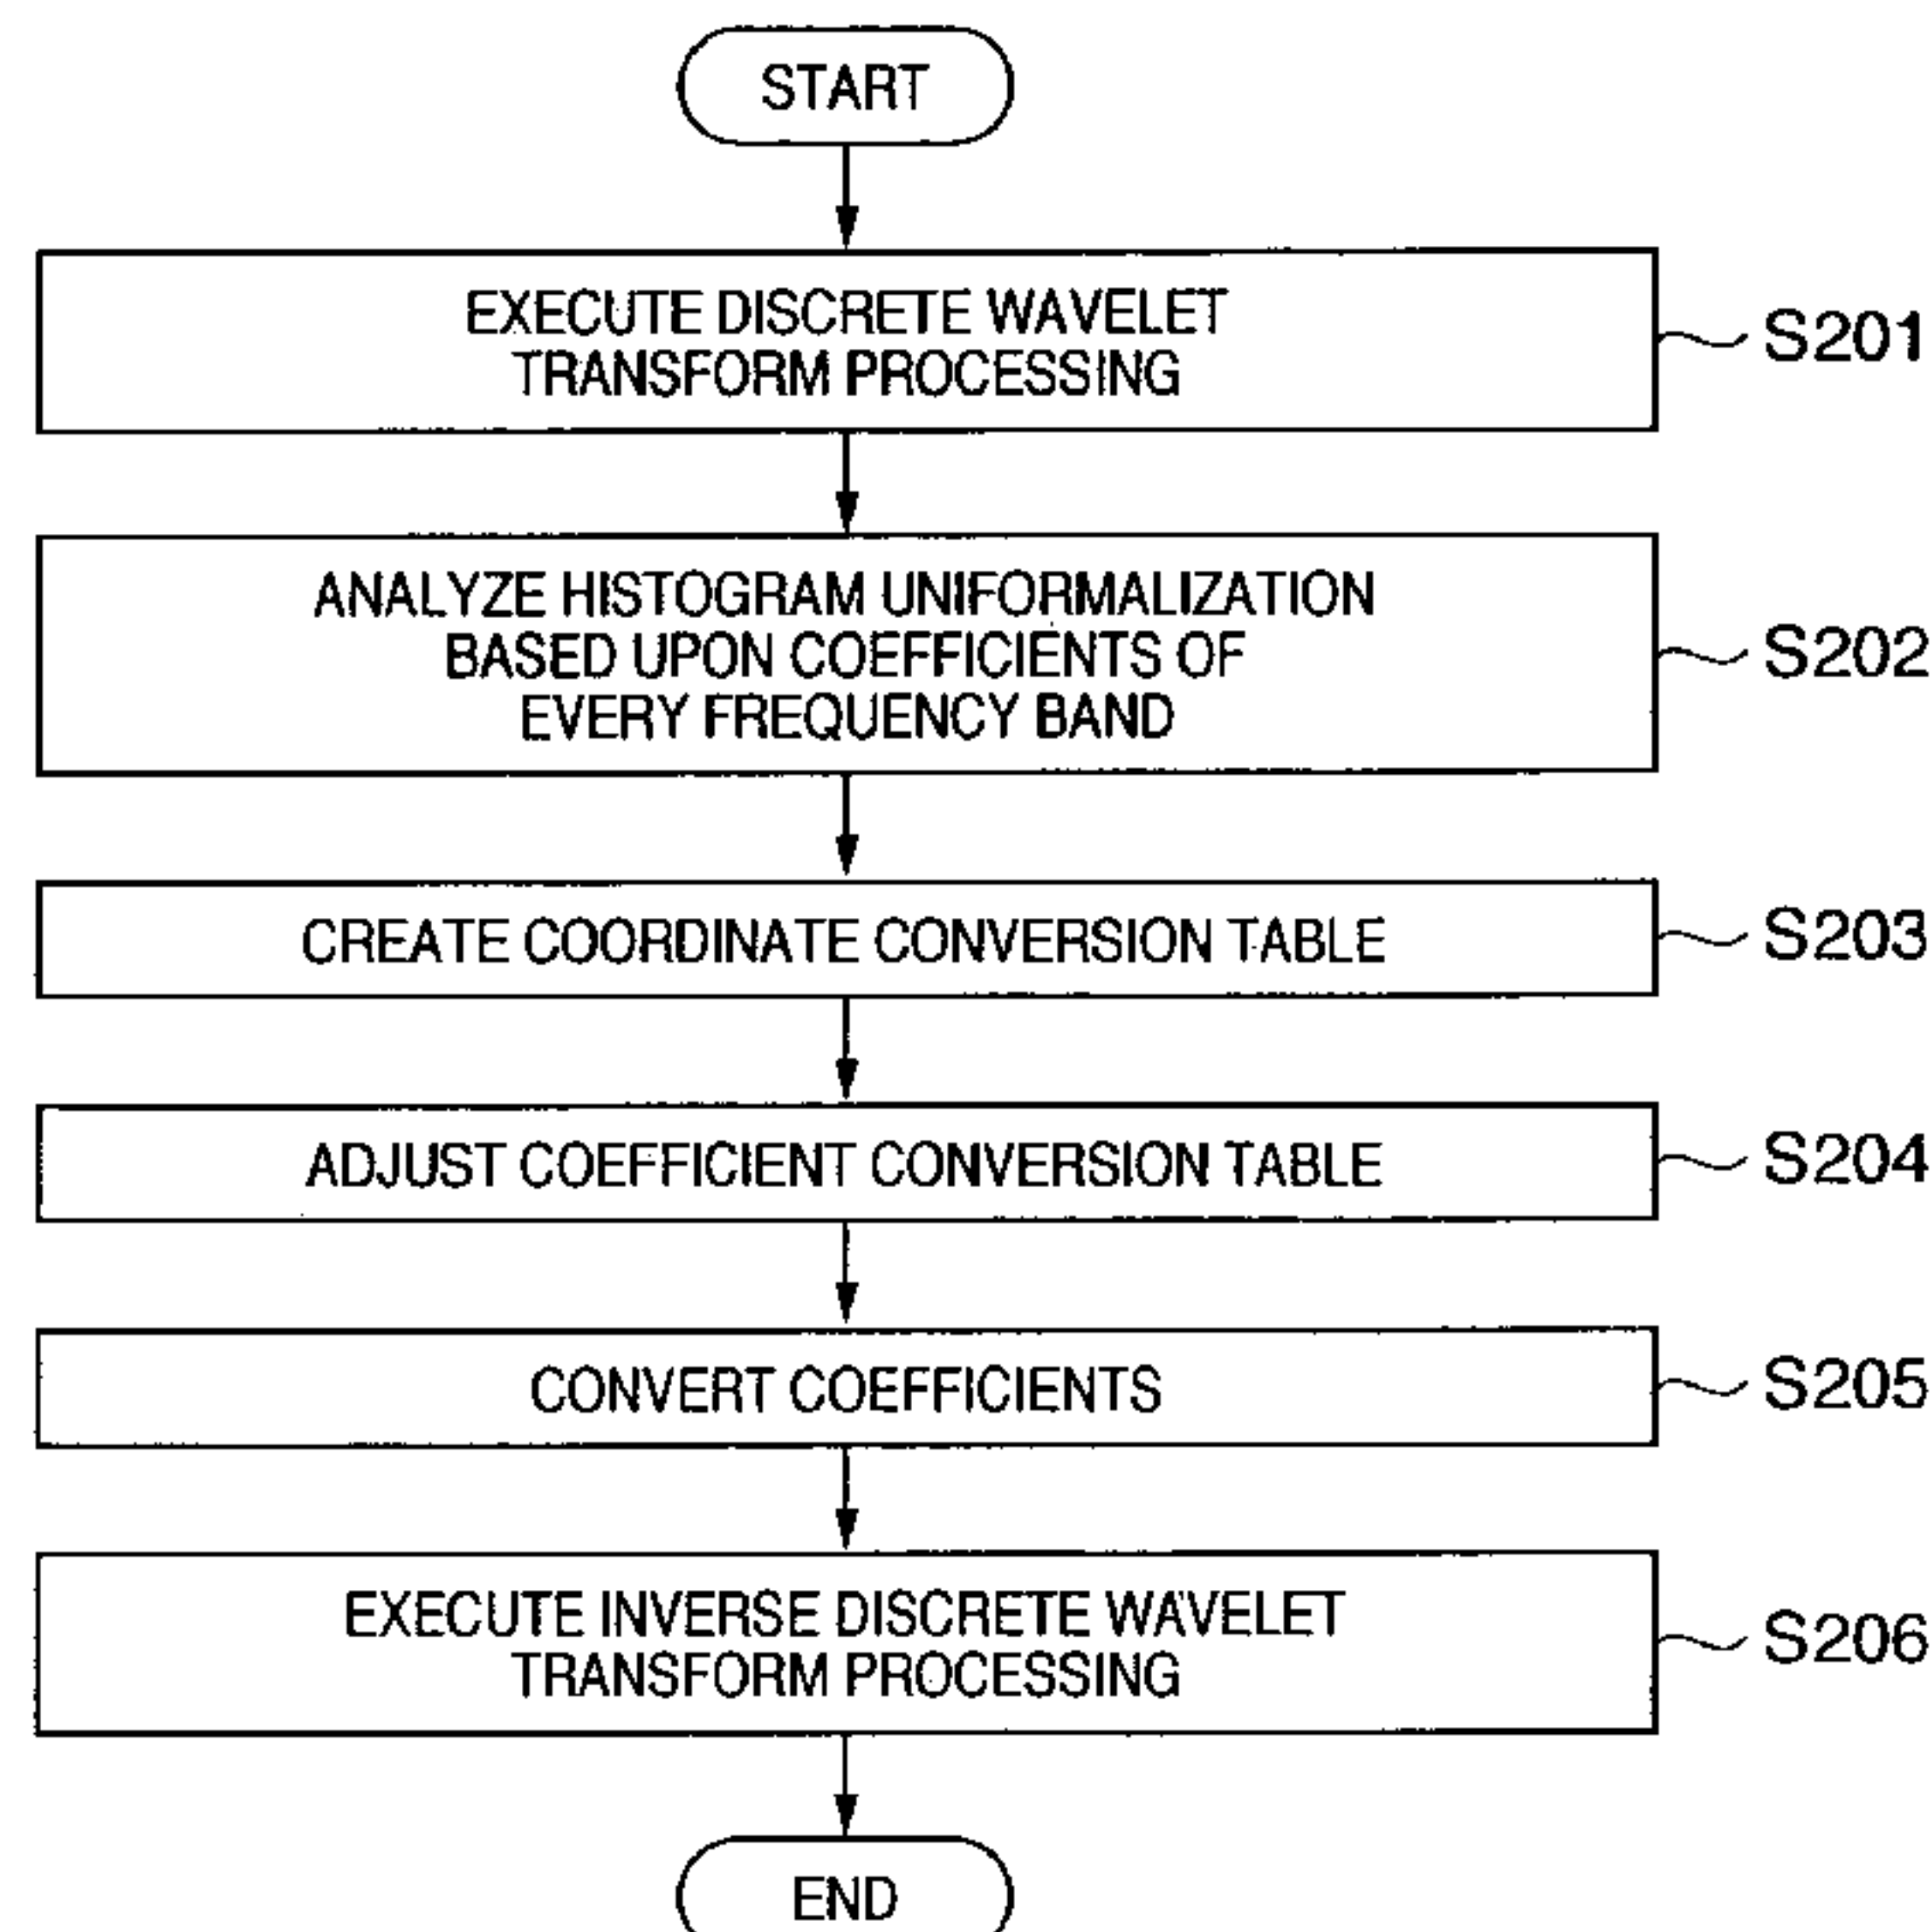 START
EXECUTE DISCRETE WAVELET
TRANSFORM PROCESSING
S201
ANALYZE HISTOGRAM UNIFORMALIZATION
BASED UPON COEFFICIENTS OF
EVERY FREQUENCY BAND
S202
CREATE COORDINATE CONVERSION TABLE
S203
ADJUST COEFFICIENT CONVERSION TABLE
S204
CONVERT COEFFICIENTS
S205
EXECUTE INVERSE DISCRETE WAVELET
TRANSFORM PROCESSING
S206
END